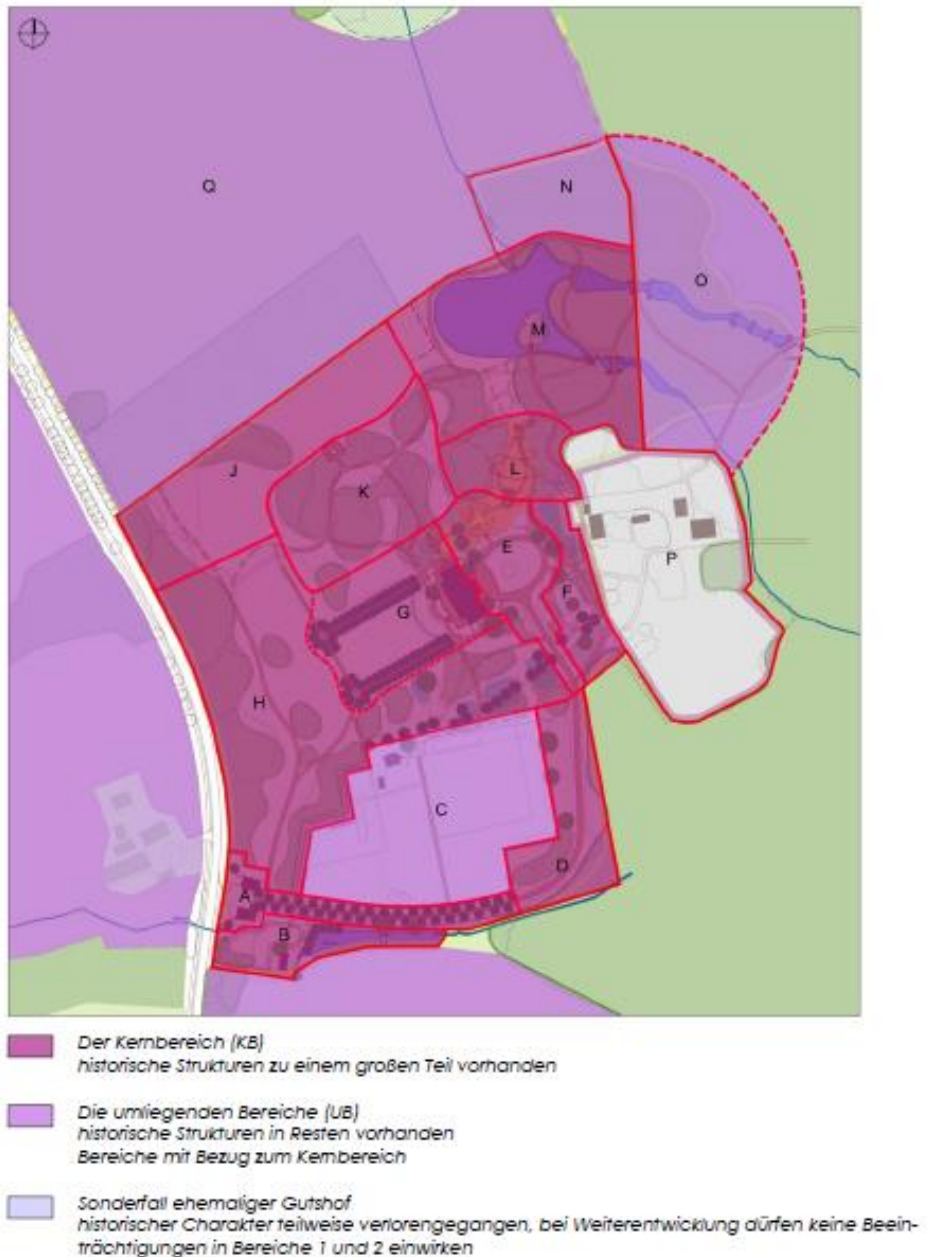 N
Q
O
M
J
L
K
E
P
F
G
H
C
D
A
B
Der Kernbereich (KB)
historische Strukturen zu einem großen Teil vorhanden
Die umliegenden Bereiche (UB)
historische Strukturen in Resten vorhanden
Bereiche mit Bezug zum Kernbereich
Sonderfall ehemaliger Gutshof
historischer Charakter teilweise verlorengegangen, bei Weiterentwicklung dürfen keine Beein-
trächtigungen in Bereiche 1 und 2 einwirken